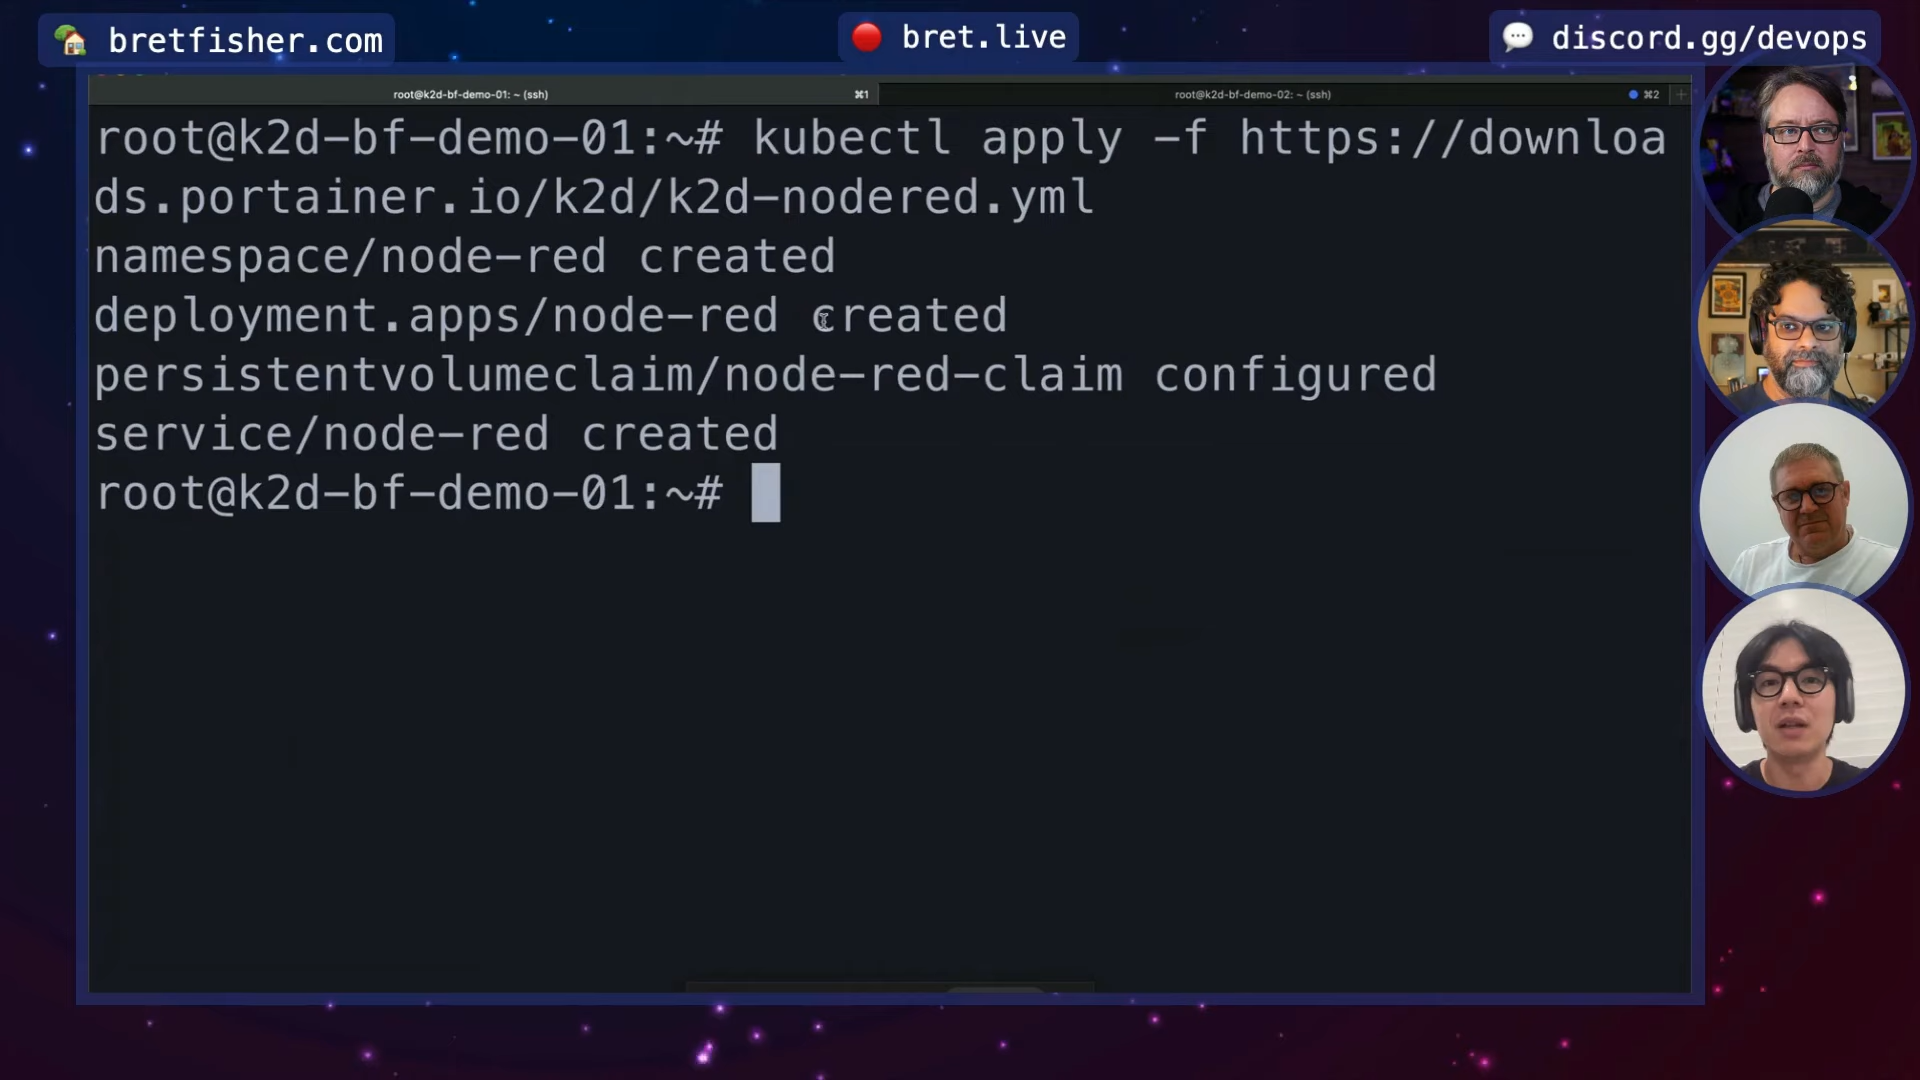 bretfisher.com
bret.live
discord.gg/devops
root@k2d-bf-demo-01: ~ (ssh)
⌘1
root@k2d-bf-demo-02: ~ (ssh)
⌘2
root@k2d-bf-demo-01:~# kubectl apply -f https://downloa
ds.portainer.io/k2d/k2d-nodered.yml
namespace/node-red created
deployment.apps/node-red created
persistentvolumeclaim/node-red-claim configured
service/node-red created
root@k2d-bf-demo-01:~#